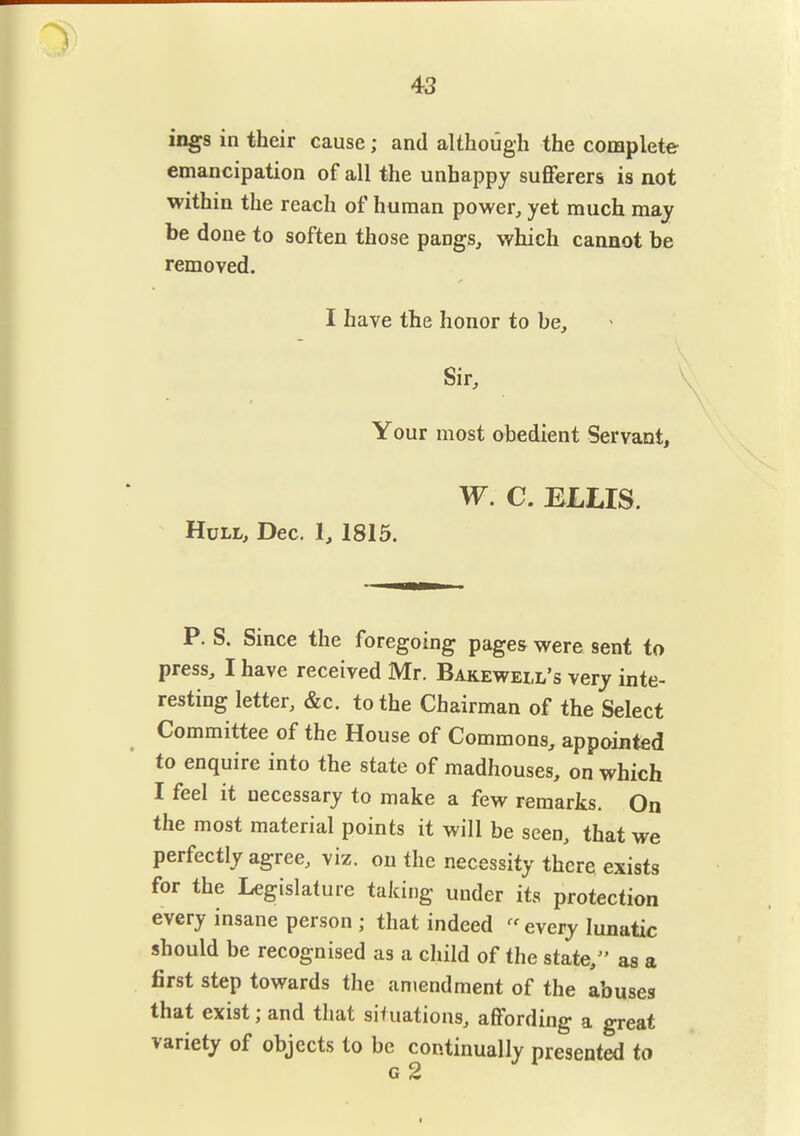 43
ings in their cause; and although the complete
emancipation of all the unhappy sufferers is not
within the reach of human power, yet much may
be done to soften those pangs, which cannot be
removed.
I have the honor to be,
Sir,
Your most obedient Servant,
W. C. ELLIS.
Hull, Dec. 1, 1815.
P. S. Since the foregoing pages were sent to
press, I have received Mr. Bakewell's very inte-
resting letter, &c. to the Chairman of the Select
Committee of the House of Commons, appointed
to enquire into the state of madhouses, on which
I feel it necessary to make a few remarks. On
the most material points it will be seen, that we
perfectly agree, viz. on the necessity there exists
for the Legislature taking under its protection
every insane person; that indeed "every lunatic
should be recognised as a child of the state," as a
first step towards the amendment of the abuses
that exist; and that situations, affording a great
variety of objects to be continually presented to
G 2